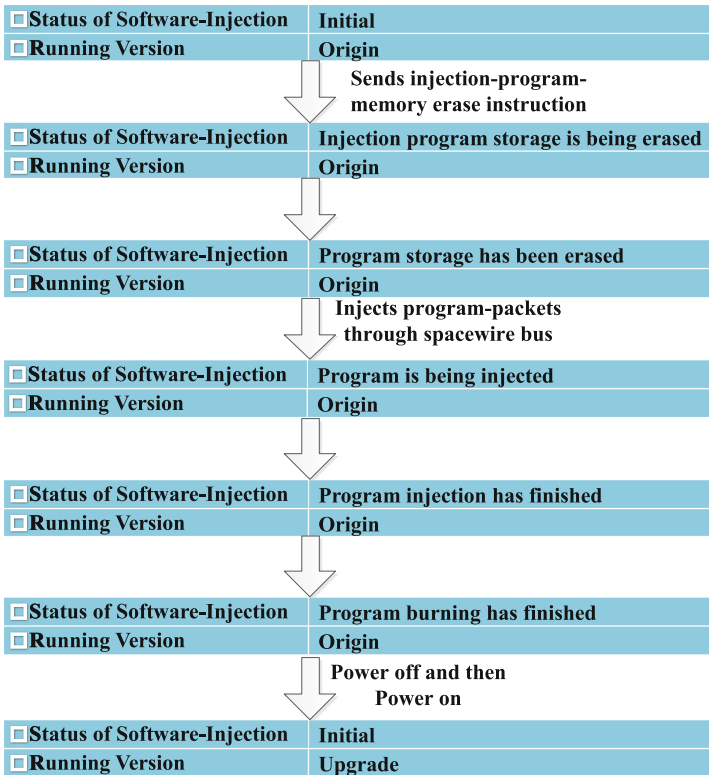 Status of Software-Injection Initial
Running Version Origin
Sends injection-program-
memory erase instruction
Status of Software-Injection Injection program storage is being erased
Running Version Origin
Status of Software-Injection Program storage has been erased
Running Version Origin
Injects program-packets
through spacewire bus
Status of Software-Injection Program is being injected
Running Version Origin
Status of Software-Injection Program injection has finished
Running Version Origin
Status of Software-Injection Program burning has finished
Running Version Origin
Power off and then
Power on
Status of Software-Injection Initial
Running Version Upgrade